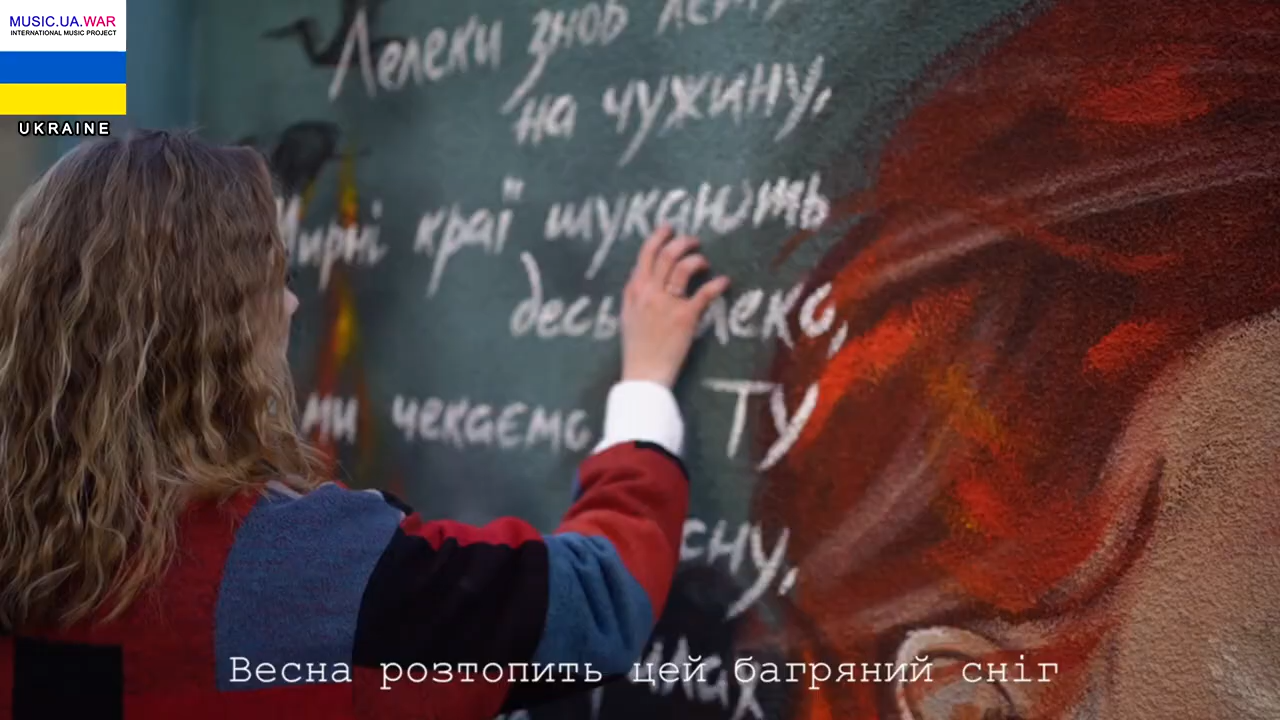 MUSIC.UA.WAR
INTERNATIONAL MUSIC PROJECT
UKRAINE
Лелеки знов
на чужину,
Мирні краї шукають
десь
ми чекаємо ТУ
Весна розтопить цей багряний сніг